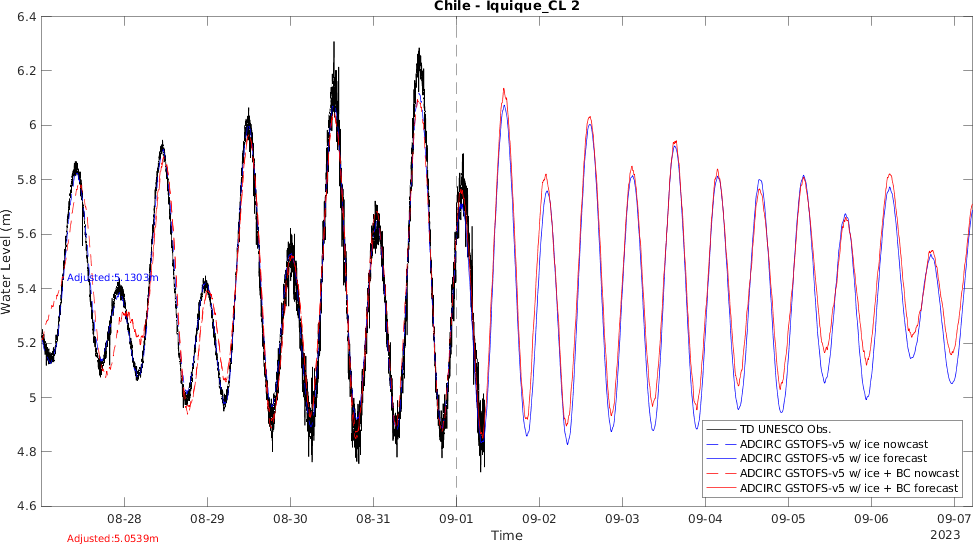 Chile - Iquique_CL 2
6.4
6.2
6
5.8
5.6
5.4
5.2
5
4.8
4.6
Water Level (m)
Adjusted:5.1303m
TD UNESCO Obs.
ADCIRC GSTOFS-v5 w/ ice nowcast
ADCIRC GSTOFS-v5 w/ ice forecast
ADCIRC GSTOFS-v5 w/ ice + BC nowcast
ADCIRC GSTOFS-v5 w/ ice + BC forecast
08-28 08-29 08-30 08-31 09-01 09-02 09-03 09-04 09-05 09-06 09-07
2023
Time
Adjusted:5.0539m